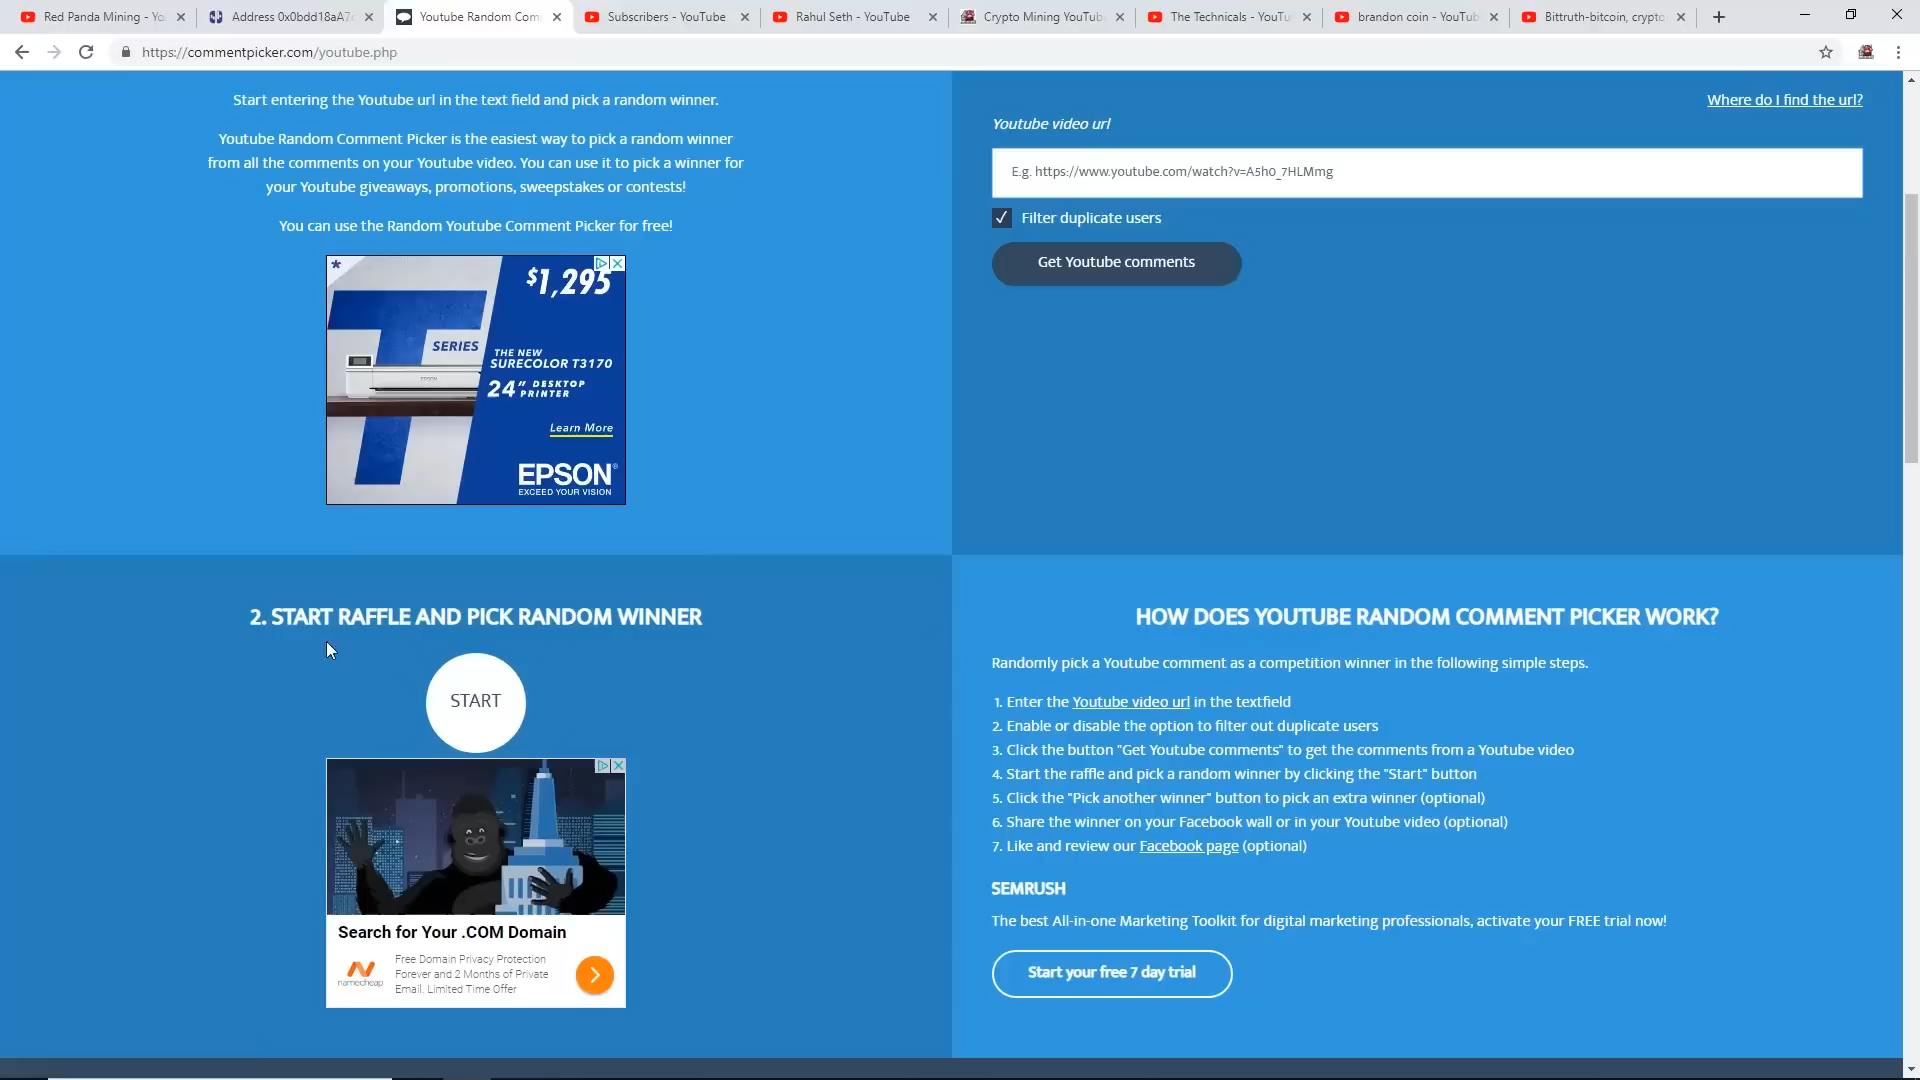 Red Panda Mining - Yo
Address 0x0bdd18aA7
Youtube Random Com
Subscribers - YouTube
Rahul Seth - YouTube
Crypto Mining YouTub
The Technicals - YouTu
brandon coin - YouTub
Bittruth-bitcoin, crypto
https://commentpicker.com/youtube.php
Start entering the Youtube url in the text field and pick a random winner.
Youtube Random Comment Picker is the easiest way to pick a random winner
from all the comments on your Youtube video. You can use it to pick a winner for
your Youtube giveaways, promotions, sweepstakes or contests!
You can use the Random Youtube Comment Picker for free!
*
$1,295
SERIES
THE NEW
SURECOLOR T3170
24" DESKTOP
PRINTER
Learn More
EPSON®
EXCEED YOUR VISION
Where do I find the url?
Youtube video url
E.g. https://www.youtube.com/watch?v=A5h0_7HLMmg
Filter duplicate users
Get Youtube comments
2. START RAFFLE AND PICK RANDOM WINNER
START
Search for Your .COM Domain
namecheap
Free Domain Privacy Protection
Forever and 2 Months of Private
Email. Limited Time Offer
HOW DOES YOUTUBE RANDOM COMMENT PICKER WORK?
Randomly pick a Youtube comment as a competition winner in the following simple steps.
1. Enter the Youtube video url in the textfield
2. Enable or disable the option to filter out duplicate users
3. Click the button "Get Youtube comments" to get the comments from a Youtube video
4. Start the raffle and pick a random winner by clicking the "Start" button
5. Click the "Pick another winner" button to pick an extra winner (optional)
6. Share the winner on your Facebook wall or in your Youtube video (optional)
7. Like and review our Facebook page (optional)
SEMRUSH
The best All-in-one Marketing Toolkit for digital marketing professionals, activate your FREE trial now!
Start your free 7 day trial